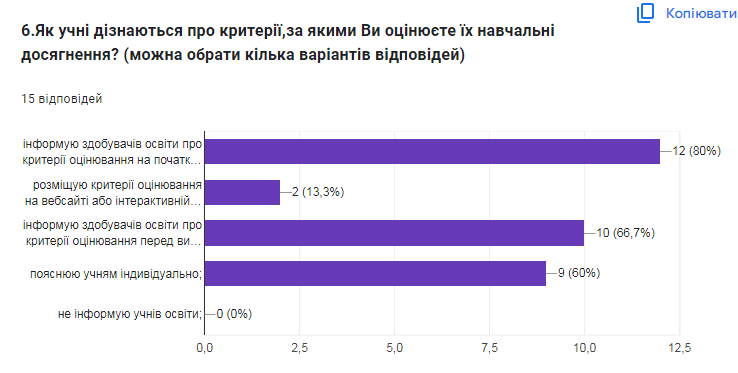 Копіювати
6.Як учні дізнаються про критерії,за якими Ви оцінюєте їх навчальні
досягнення? (можна обрати кілька варіантів відповідей)
15 відповідей
інформую здобувачів освіти про
критерії оцінювання на початк...
12 (80%)
розміщую критерії оцінювання
на вебсайті або інтерактивній...
2 (13,3%)
інформую здобувачів освіти про
критерії оцінювання перед ви...
10 (66,7%)
пояснюю учням індивідуально;
9 (60%)
не інформую учнів освіти;
0 (0%)
0,0 2,5 5,0 7,5 10,0 12,5